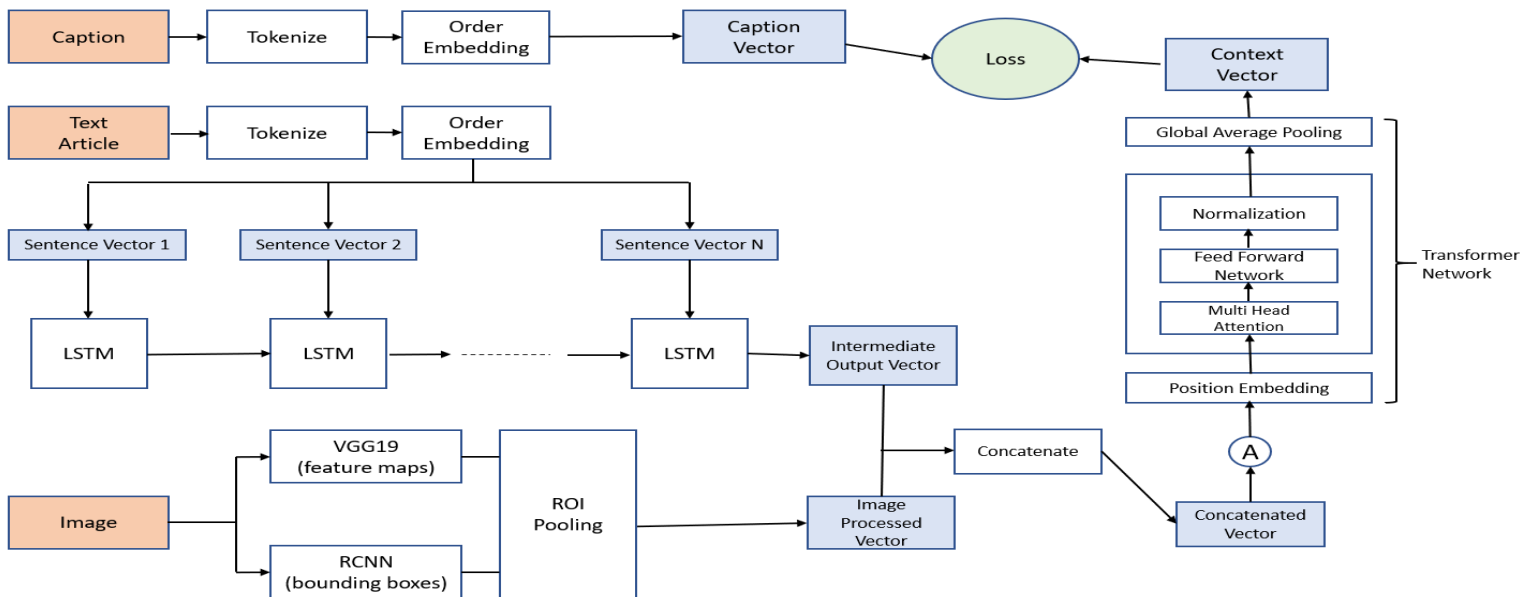 Caption
Tokenize
Order
Embedding
Caption
Vector
Loss
Context
Vector
Text
Article
Tokenize
Order
Embedding
Global Average Pooling
Normalization
Feed Forward
Network
Multi Head
Attention
Position Embedding
Transformer
Network
Sentence Vector 1
Sentence Vector 2
Sentence Vector N
LSTM
LSTM
LSTM
Intermediate
Output Vector
VGG19
(feature maps)
Image
ROI
Pooling
RCNN
(bounding boxes)
Image
Processed
Vector
Concatenate
A
Concatenated
Vector